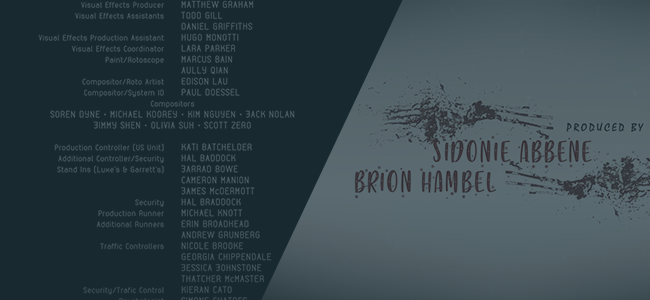 Visual Effects Producer MATTHEW GRAHAM
Visual Effects Assistants TODD GILL
DANIEL GRIFFITHS
Visual Effects Production Assistant HUGO MONOTTI
Visual Effects Coordinator LARA PARKER
Paint/Rotoscope MARCUS BAIN
AULLY QIAN
Compositor/Roto Artist EDISON LAU
Compositor/System IO PAUL DOESSEL
Compositors
SOREN DYNE • MICHAEL KOOREY • KIM NGUYEN • JACK NOLAN
JIMMY SHEN • OLIVIA SUH • SCOTT ZERO
Production Controller [US Unit] KATI BATCHELDER
Additional Controller/Security HAL BADDOCK
Stand Ins [Luke's & Garrett's] JARRAD BOWE
CAMERON MANION
JAMES McDERMOTT
Security HAL BRADDOCK
Production Runner MICHAEL KNOTT
Additional Runners ERIN BROADHEAD
ANDREW GRUNBERG
Traffic Controllers NICOLE BROOKE
GEORGIA CHIPPENDALE
JESSICA JOHNSTONE
THATCHER McMASTER
Security/Trafic Control KIERAN CATO
PRODUCED BY
SIDONIE ABBENE
BRION HAMBEL